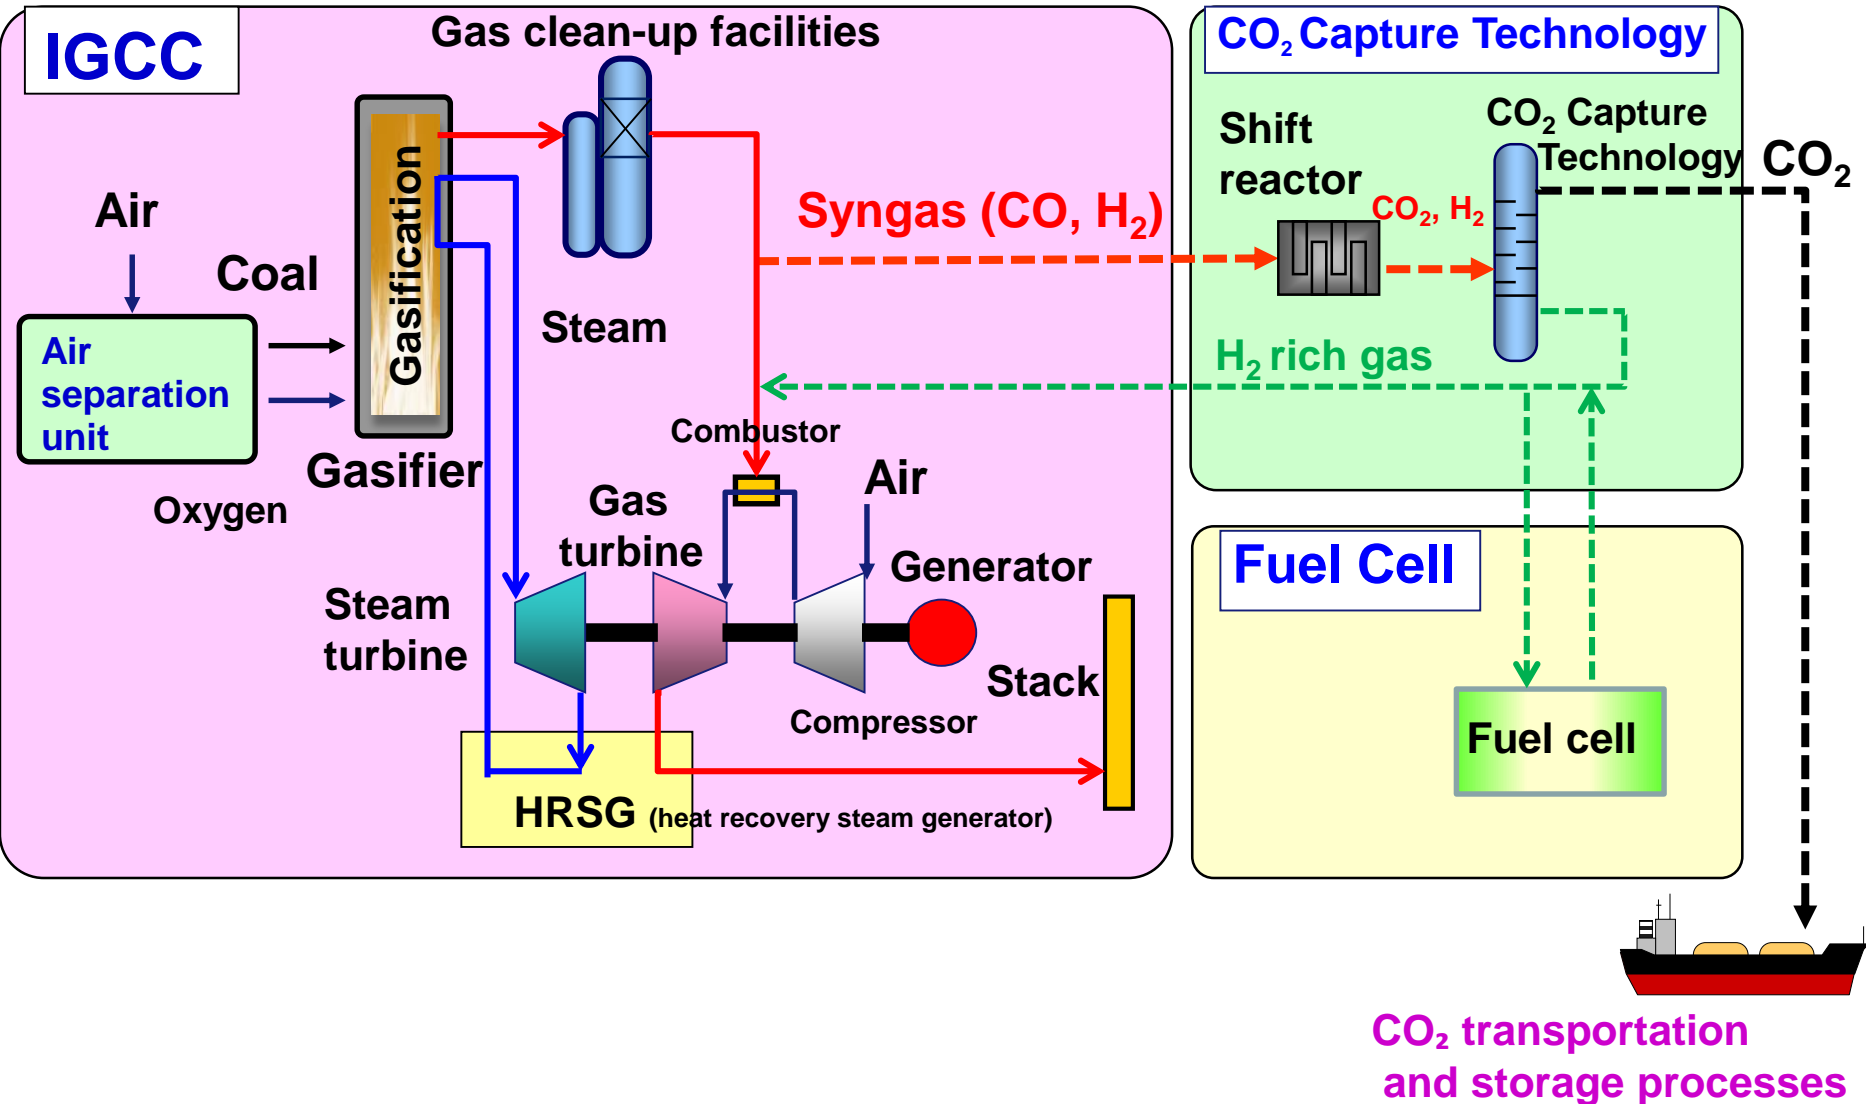 IGCC
Gas clean-up facilities
Gasification
Air
Coal
Air
separation
unit
Oxygen
Gasifier
Steam
Syngas (CO, H₂)
Combustor
Gas
turbine
Air
Generator
Steam
turbine
Stack
Compressor
HRSG (heat recovery steam generator)
CO₂ Capture Technology
Shift
reactor
CO₂ Capture
Technology
CO₂
CO₂, H₂
H₂ rich gas
Fuel Cell
Fuel cell
CO₂ transportation
and storage processes